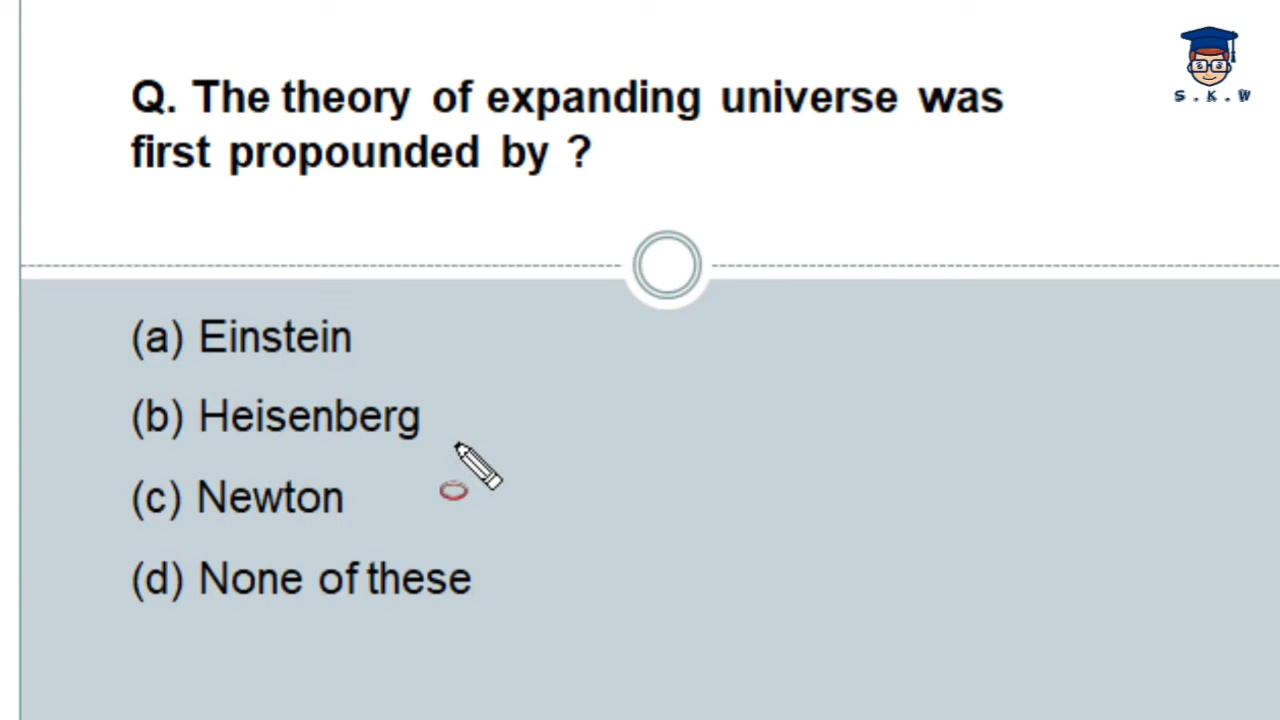 Q. The theory of expanding universe was
first propounded by ?
S.K.W
(a) Einstein
(b) Heisenberg
(c) Newton
(d) None of these